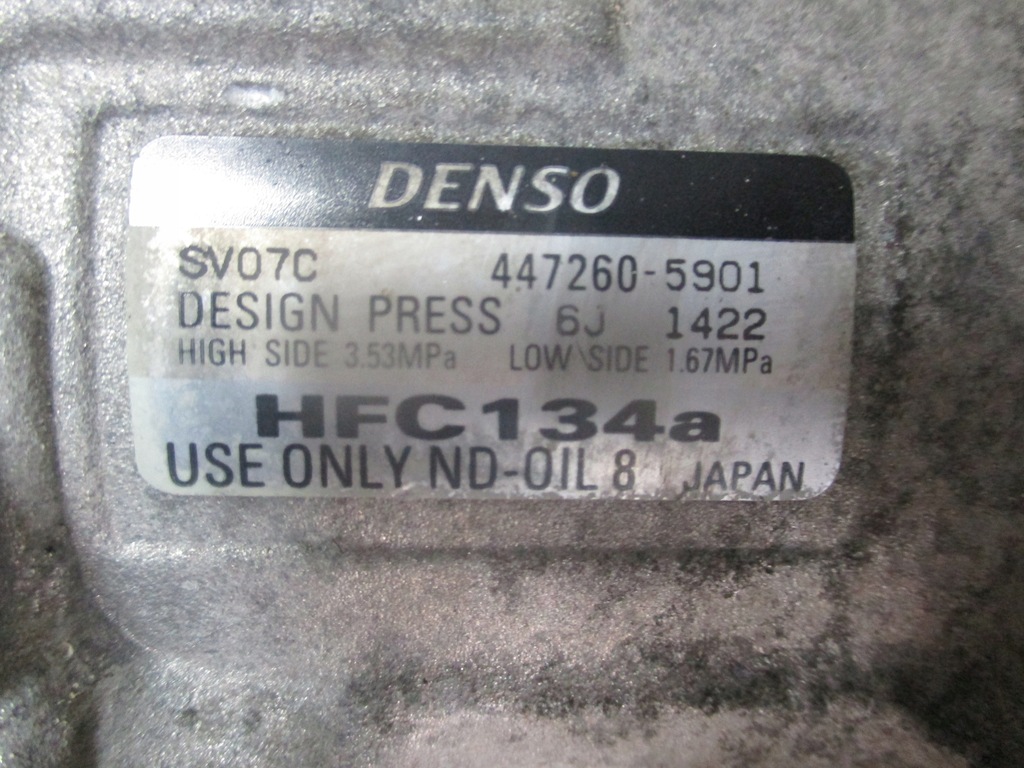 DENSO
SV07C 447260-5901
DESIGN PRESS 6J 1422
HIGH SIDE 3.53MPa LOW SIDE 1.67MPa
HFC134a
USE ONLY ND-OIL 8 JAPAN